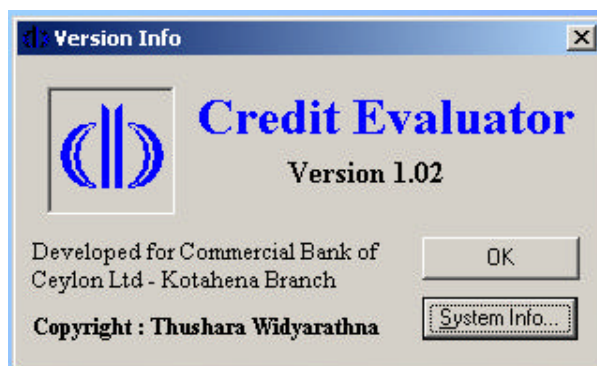 Version Info
Credit Evaluator
Version 1.02
Developed for Commercial Bank of
Ceylon Ltd - Kotahena Branch
OK
Copyright : Thushara Widyarathna
System Info...